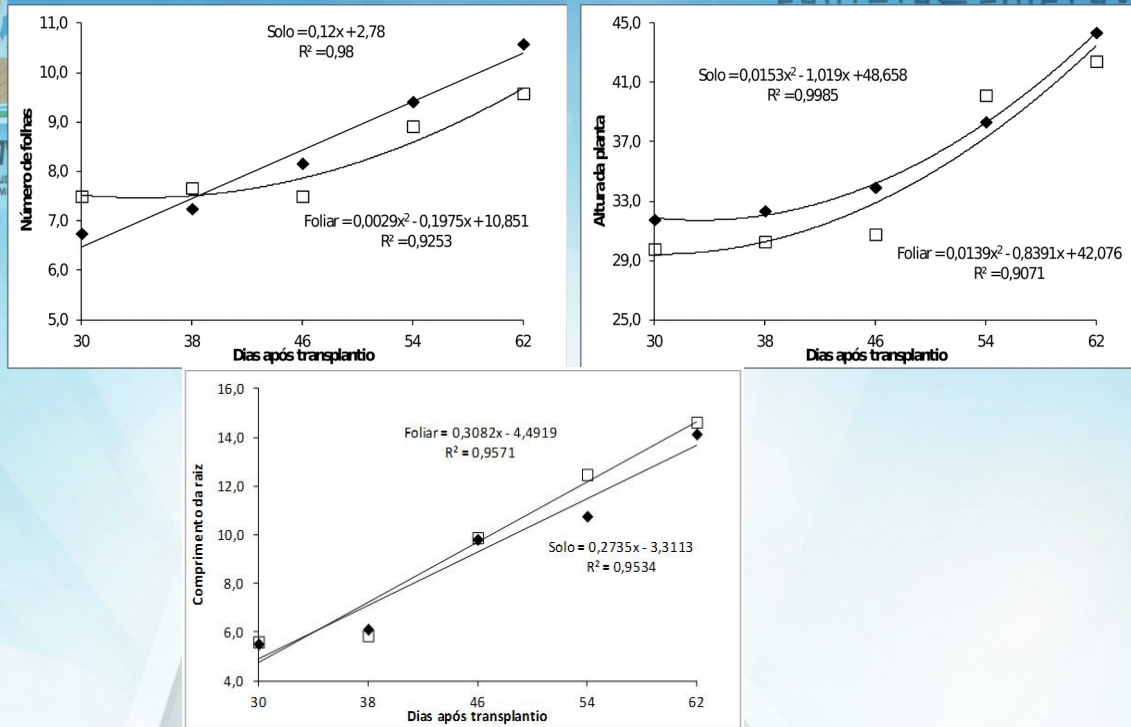 11,0
10,0
9,0
8,0
7,0
6,0
5,0
Número de folhas
Solo = 0,12x + 2,78
R² = 0,98
Foliar = 0,0029x² - 0,1975x + 10,851
R² = 0,9253
30 38 46 54 62
Dias após transplantio
45,0
41,0
37,0
33,0
29,0
25,0
Altura da planta
Solo = 0,0153x² - 1,019x + 48,658
R² = 0,9985
Foliar = 0,0139x² - 0,8391x + 42,076
R² = 0,9071
30 38 46 54 62
Dias após transplantio
16,0
14,0
12,0
10,0
8,0
6,0
4,0
Comprimento da raiz
Foliar = 0,3082x - 4,4919
R² = 0,9571
Solo = 0,2735x - 3,3113
R² = 0,9534
30 38 46 54 62
Dias após transplantio